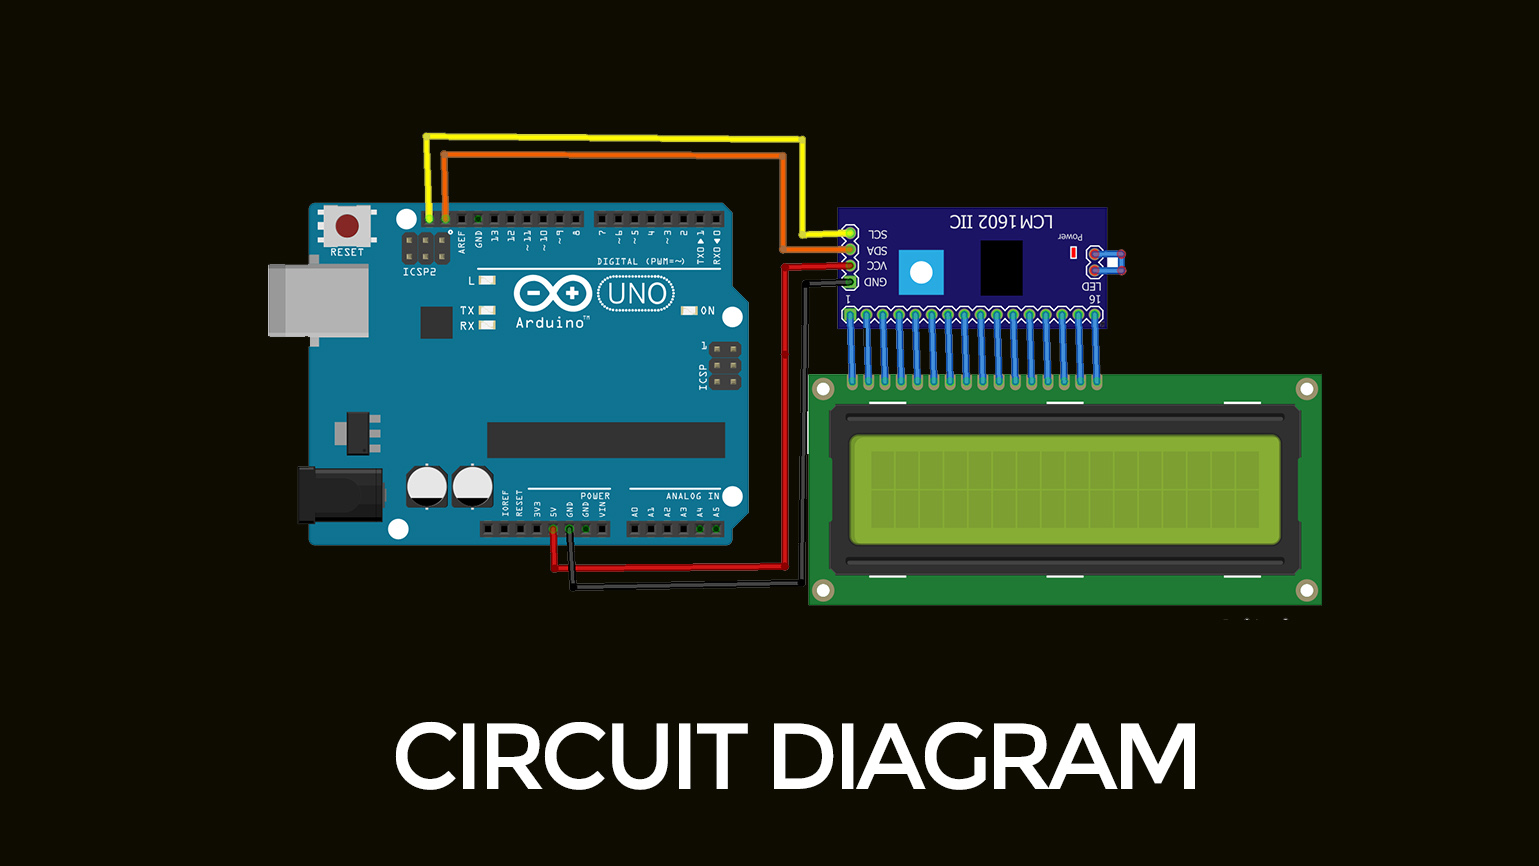 RESET
ICSP2
AREF
GND
13
12
~11
~10
~9
8
7
~6
~5
4
~3
2
TX0 ▶ 1
RX0 ◀ 0
DIGITAL (PWM=~)
L
TX
RX
Arduino™
UNO
ON
1
ICSP
IOREF
RESET
3V3
5V
GND
GND
VIN
POWER
A0
A1
A2
A3
A4
A5
ANALOG IN
LCM1602 IIC
SCL
SDA
VCC
GND
Power
LED
1
16
CIRCUIT DIAGRAM